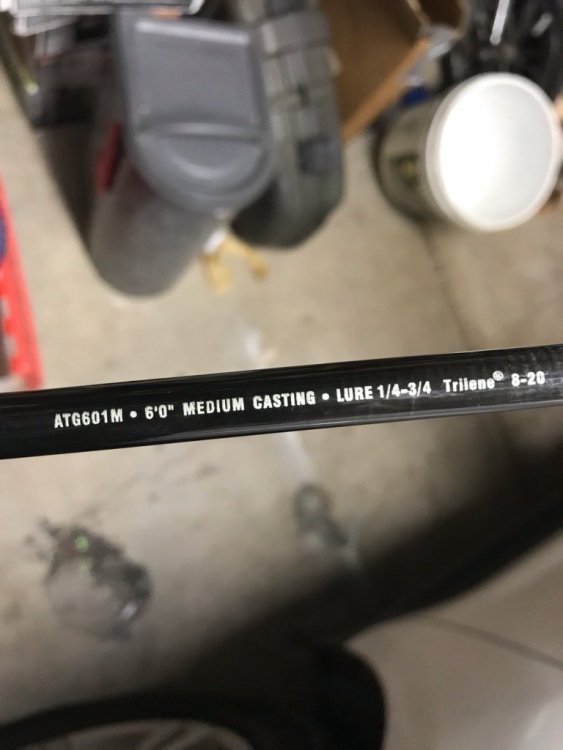 ATG601M • 6'0" MEDIUM CASTING • LURE 1/4-3/4 Trilene® 8-20